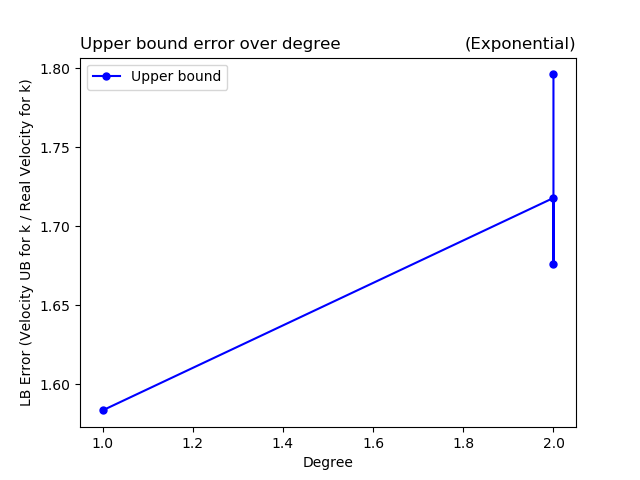 Upper bound error over degree (Exponential)
Upper bound
LB Error (Velocity UB for k / Real Velocity for k)
1.80
1.75
1.70
1.65
1.60
1.0 1.2 1.4 1.6 1.8 2.0
Degree